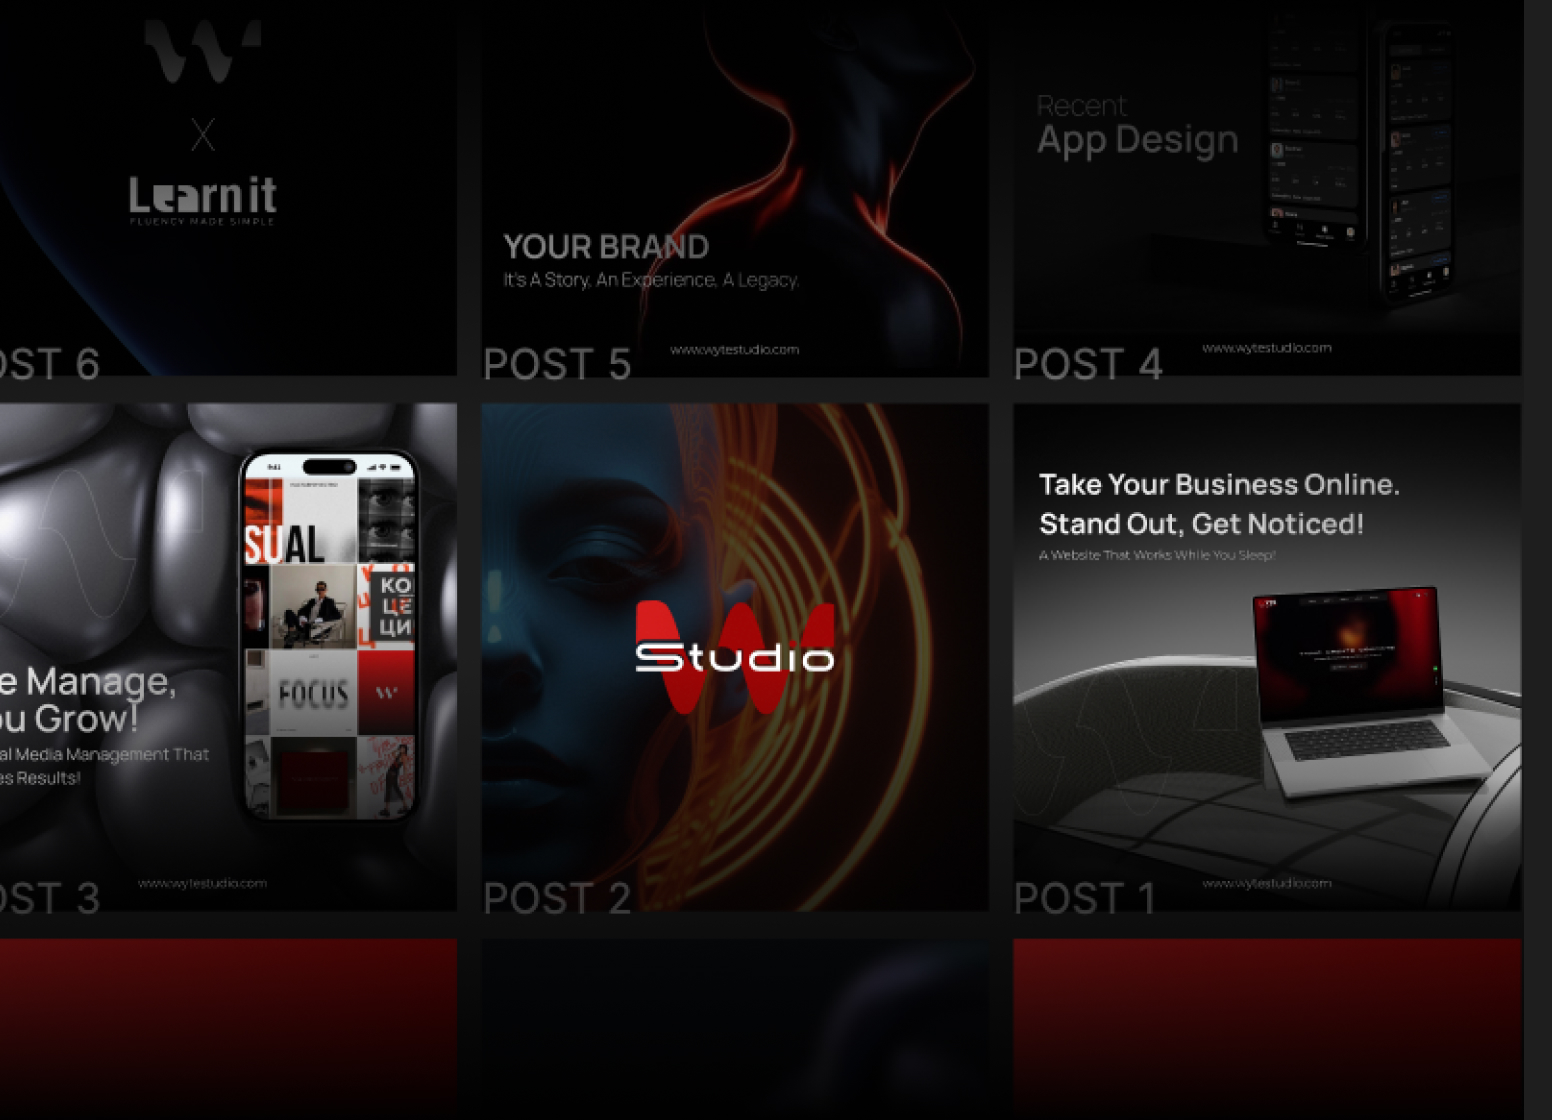 W
X
Learnit
FLUENCY MADE SIMPLE
OST 6
YOUR BRAND
It's A Story, An Experience, A Legacy.
www.wytestudio.com
POST 5
Recent
App Design
www.wytestudio.com
POST 4
9:41
SUAL
КО
ЦЕ
ЦИ
FOCUS
W
e Manage,
ou Grow!
al Media Management That
es Results!
www.wytestudio.com
OST 3
W
Studio
POST 2
Take Your Business Online.
Stand Out, Get Noticed!
A Website That Works While You Sleep!
www.wytestudio.com
POST 1